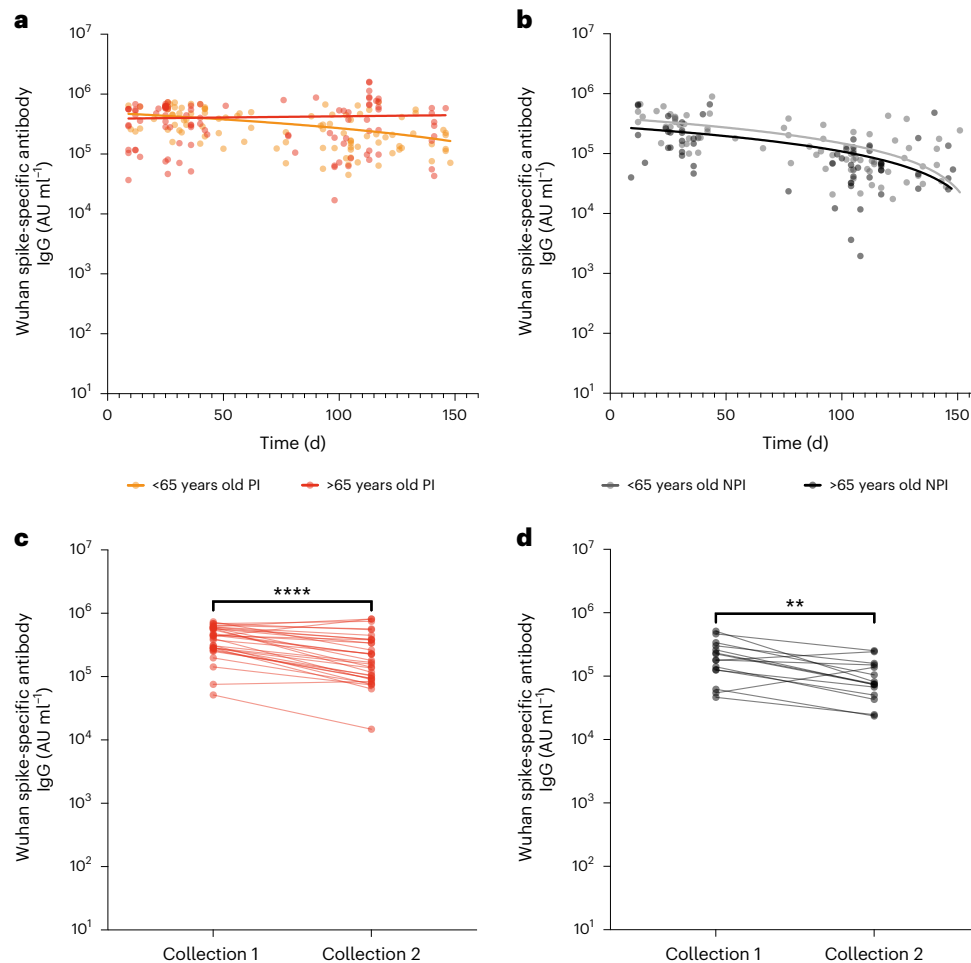 a
Wuhan spike-specific antibody
IgG (AU ml⁻¹)
10⁷
10⁶
10⁵
10⁴
10³
10²
10¹
0 50 100 150
Time (d)
<65 years old PI >65 years old PI
b
Wuhan spike-specific antibody
IgG (AU ml⁻¹)
10⁷
10⁶
10⁵
10⁴
10³
10²
10¹
0 50 100 150
Time (d)
<65 years old NPI >65 years old NPI
c
Wuhan spike-specific antibody
IgG (AU ml⁻¹)
10⁷
10⁶
10⁵
10⁴
10³
10²
10¹
****
Collection 1 Collection 2
d
Wuhan spike-specific antibody
IgG (AU ml⁻¹)
10⁷
10⁶
10⁵
10⁴
10³
10²
10¹
**
Collection 1 Collection 2